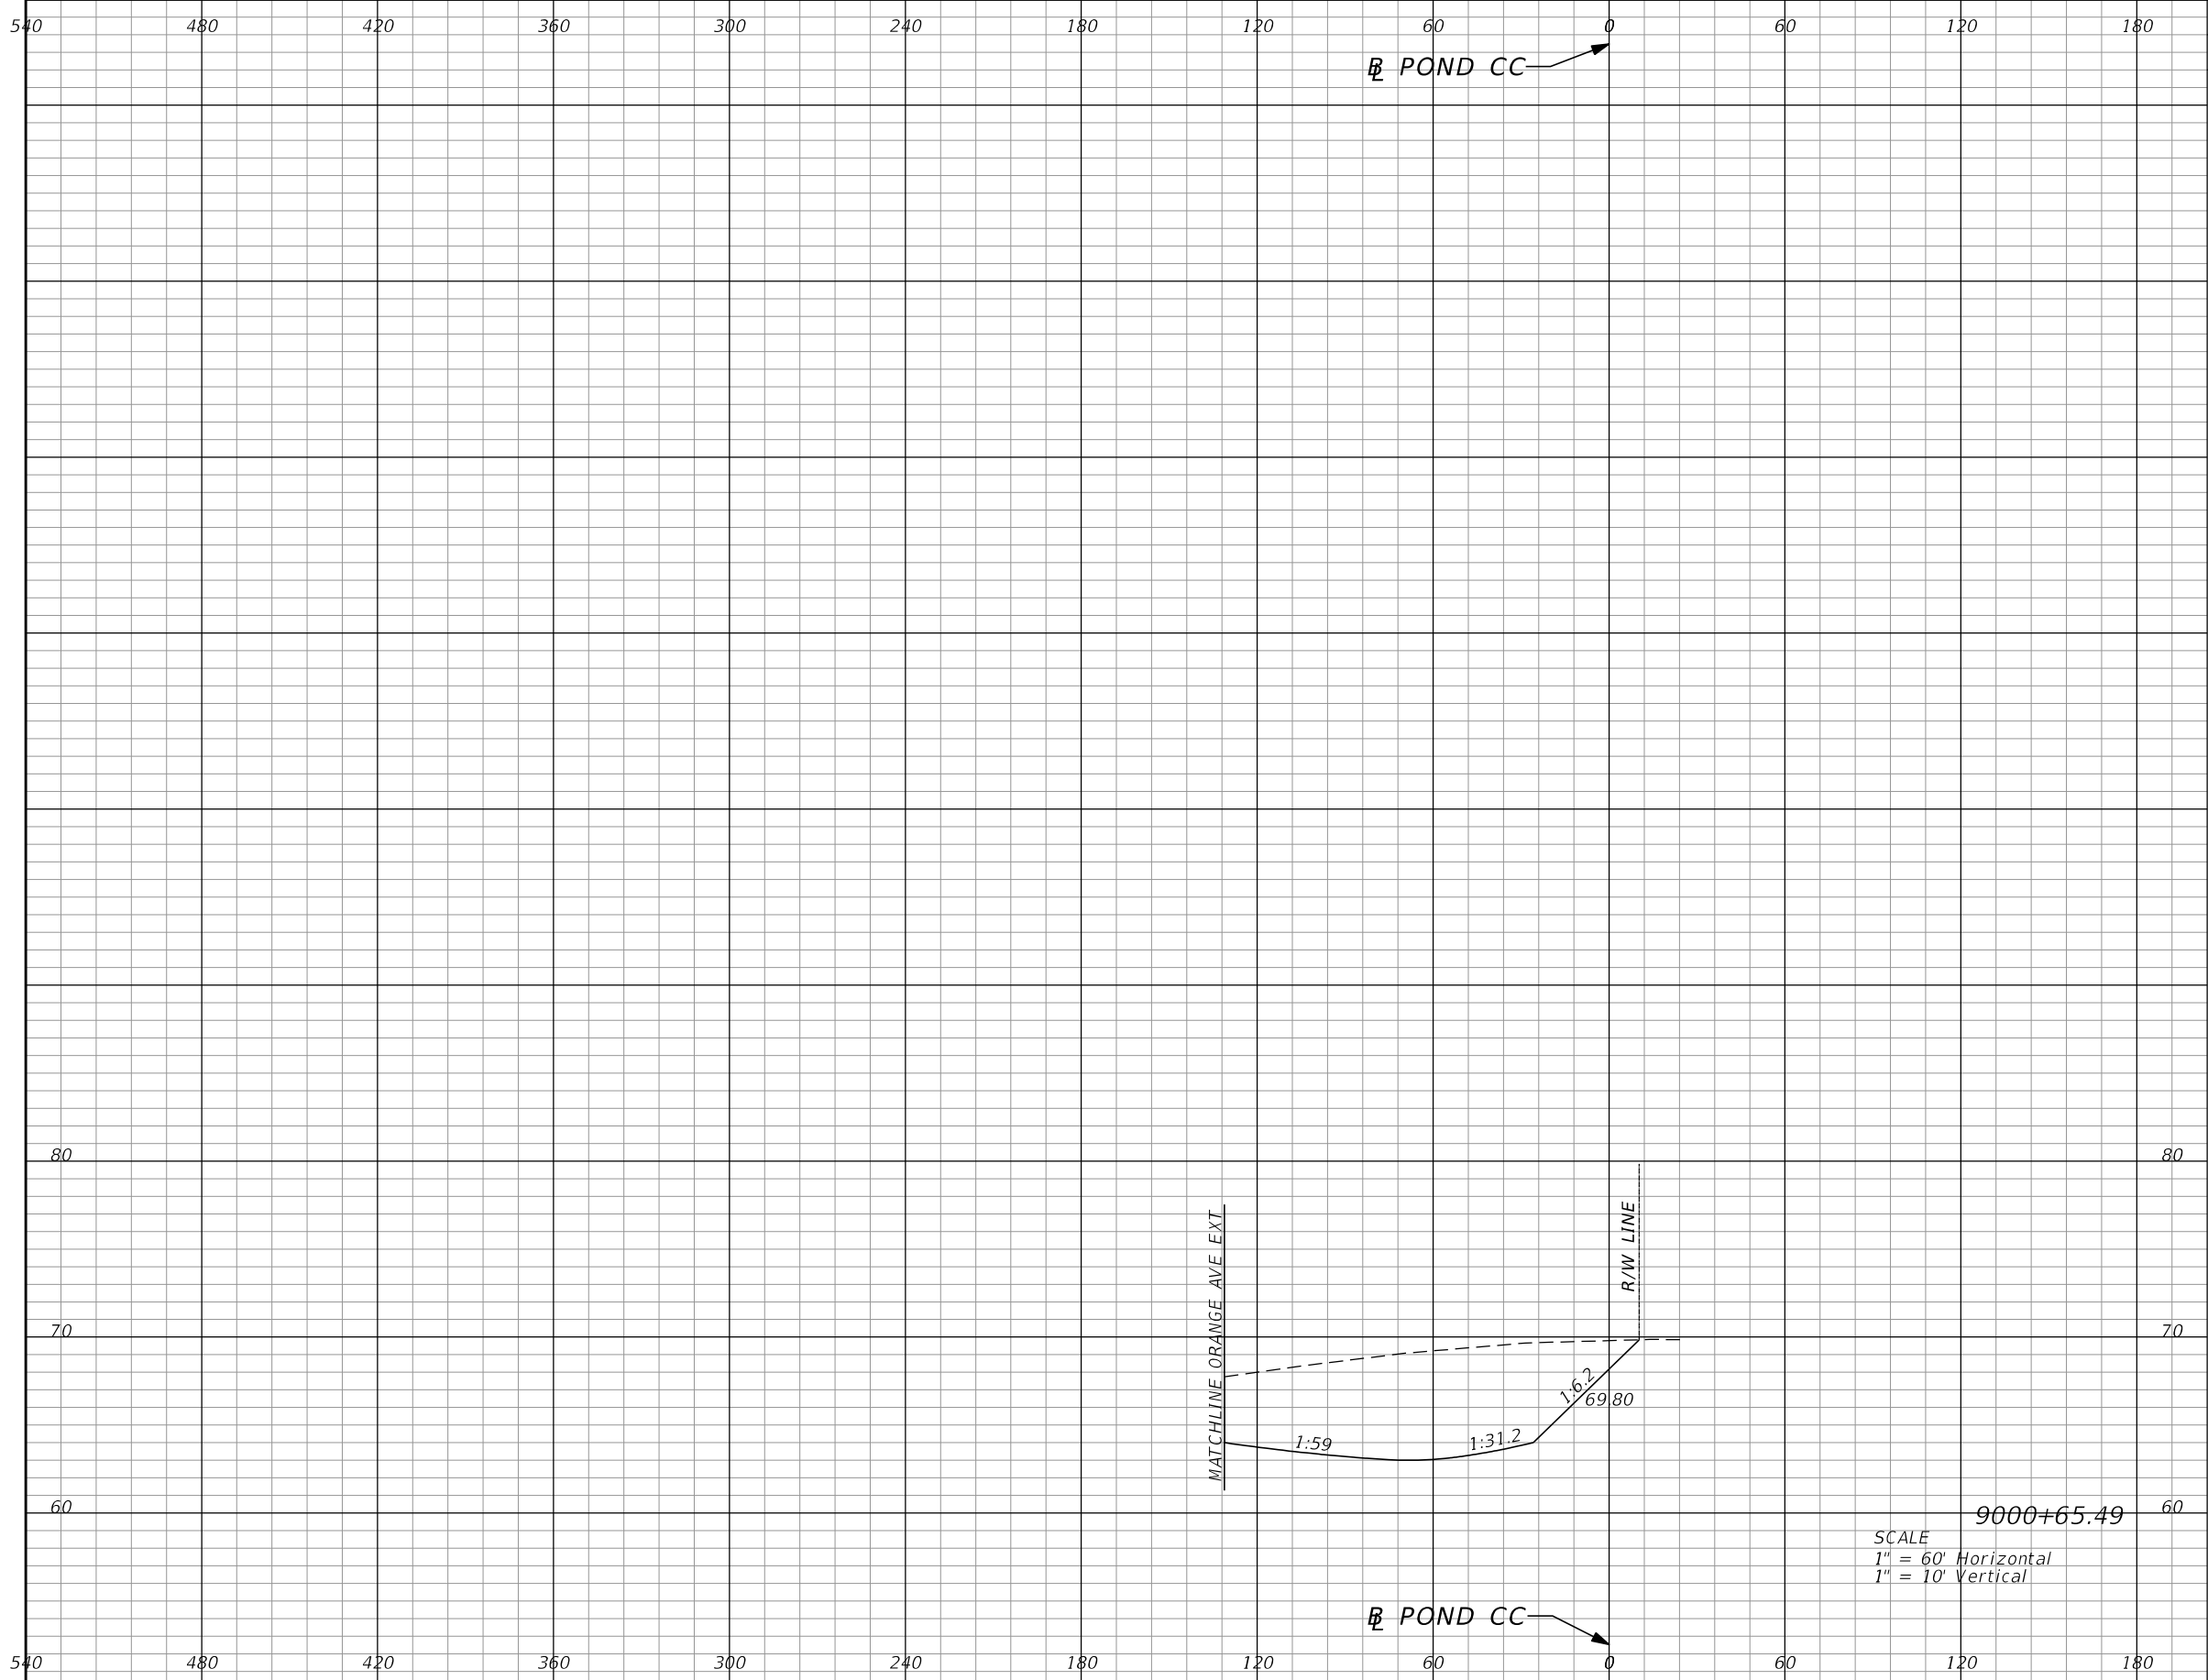 540 480 420 360 300 240 180 120 60 0 60 120 180
BL POND CC
80 80
MATCHLINE ORANGE AVE EXT
R/W LINE
70 70
1:6.2
69.80
1:59
1:31.2
60 60
9000+65.49
SCALE
1" = 60' Horizontal
1" = 10' Vertical
BL POND CC
540 480 420 360 300 240 180 120 60 0 60 120 180